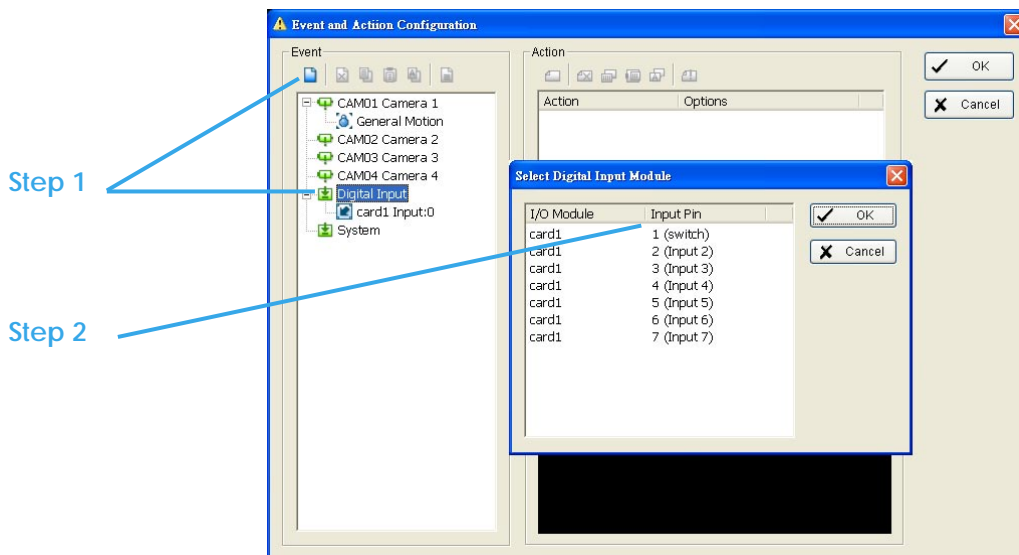 Event and Actiion Configuration
Event
Action
OK
Cancel
Action Options
CAM01 Camera 1
General Motion
CAM02 Camera 2
CAM03 Camera 3
CAM04 Camera 4
Digital Input
card1 Input:0
System
Step 1
Step 2
Select Digital Input Module
I/O Module Input Pin
card1 1 (switch)
card1 2 (Input 2)
card1 3 (Input 3)
card1 4 (Input 4)
card1 5 (Input 5)
card1 6 (Input 6)
card1 7 (Input 7)
OK
Cancel